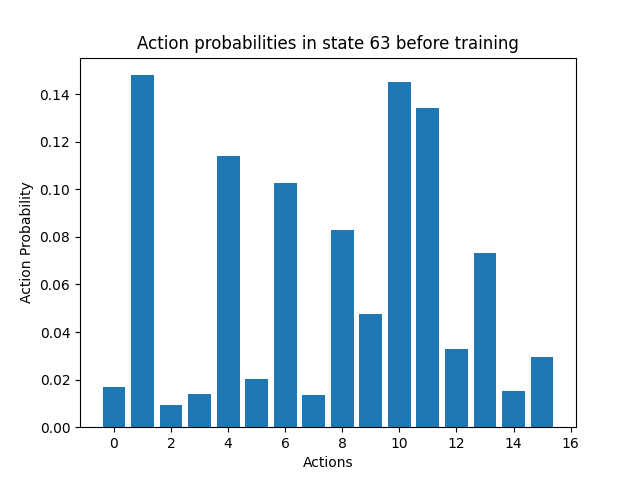 Action probabilities in state 63 before training
Action Probability
0.14
0.12
0.10
0.08
0.06
0.04
0.02
0.00
0 2 4 6 8 10 12 14 16
Actions